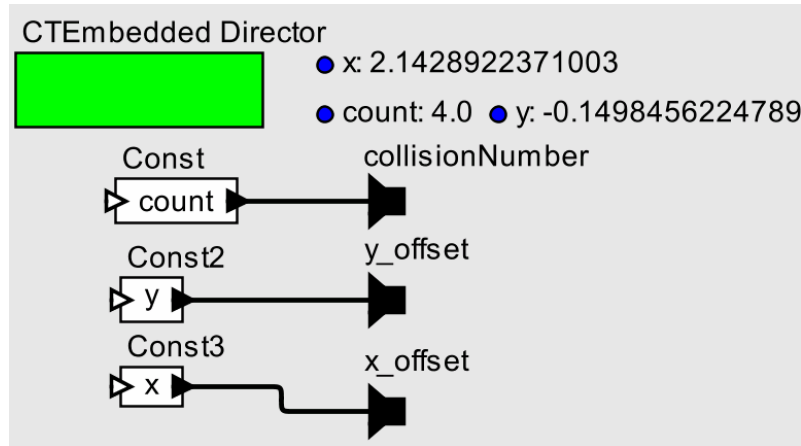 CTEmbedded Director
x: 2.1428922371003
count: 4.0 y: -0.1498456224789
Const collisionNumber
count
Const2 y_offset
y
Const3 x_offset
x